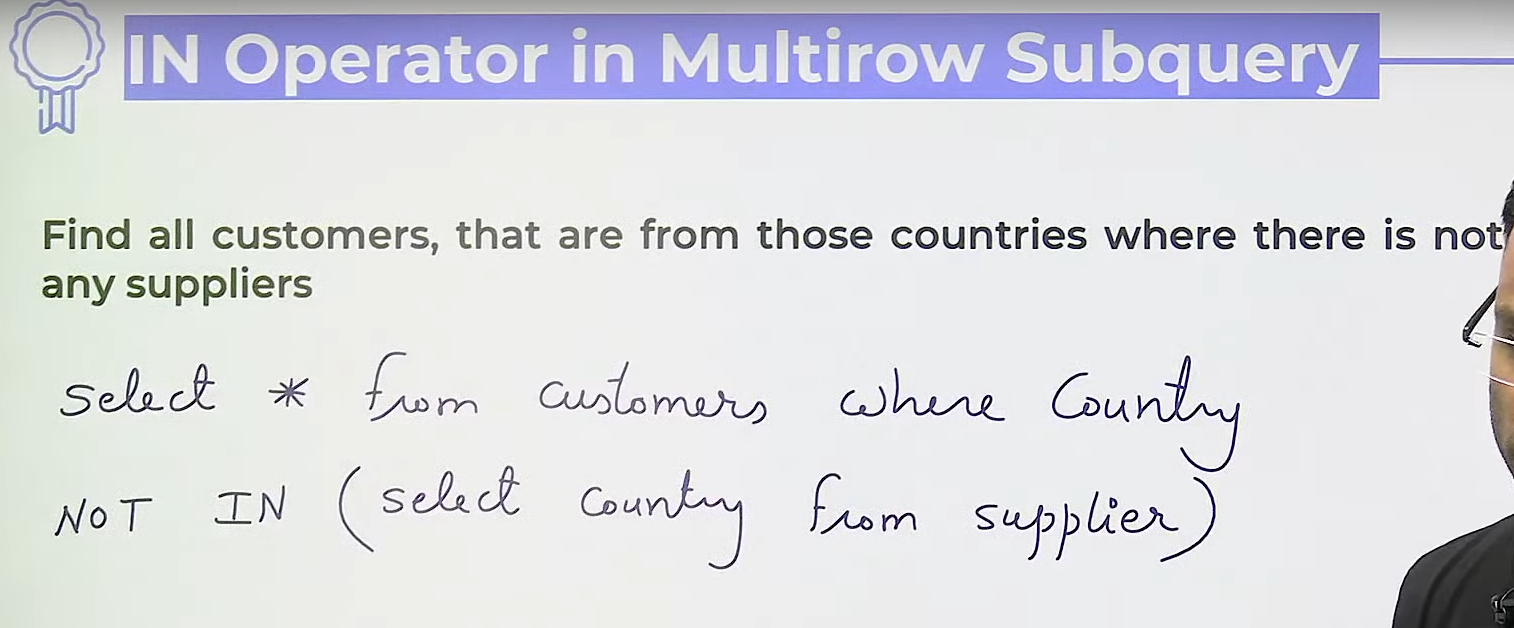 IN Operator in Multirow Subquery
Find all customers, that are from those countries where there is not
any suppliers
select * from customers where Country
NOT IN (select country from supplier)